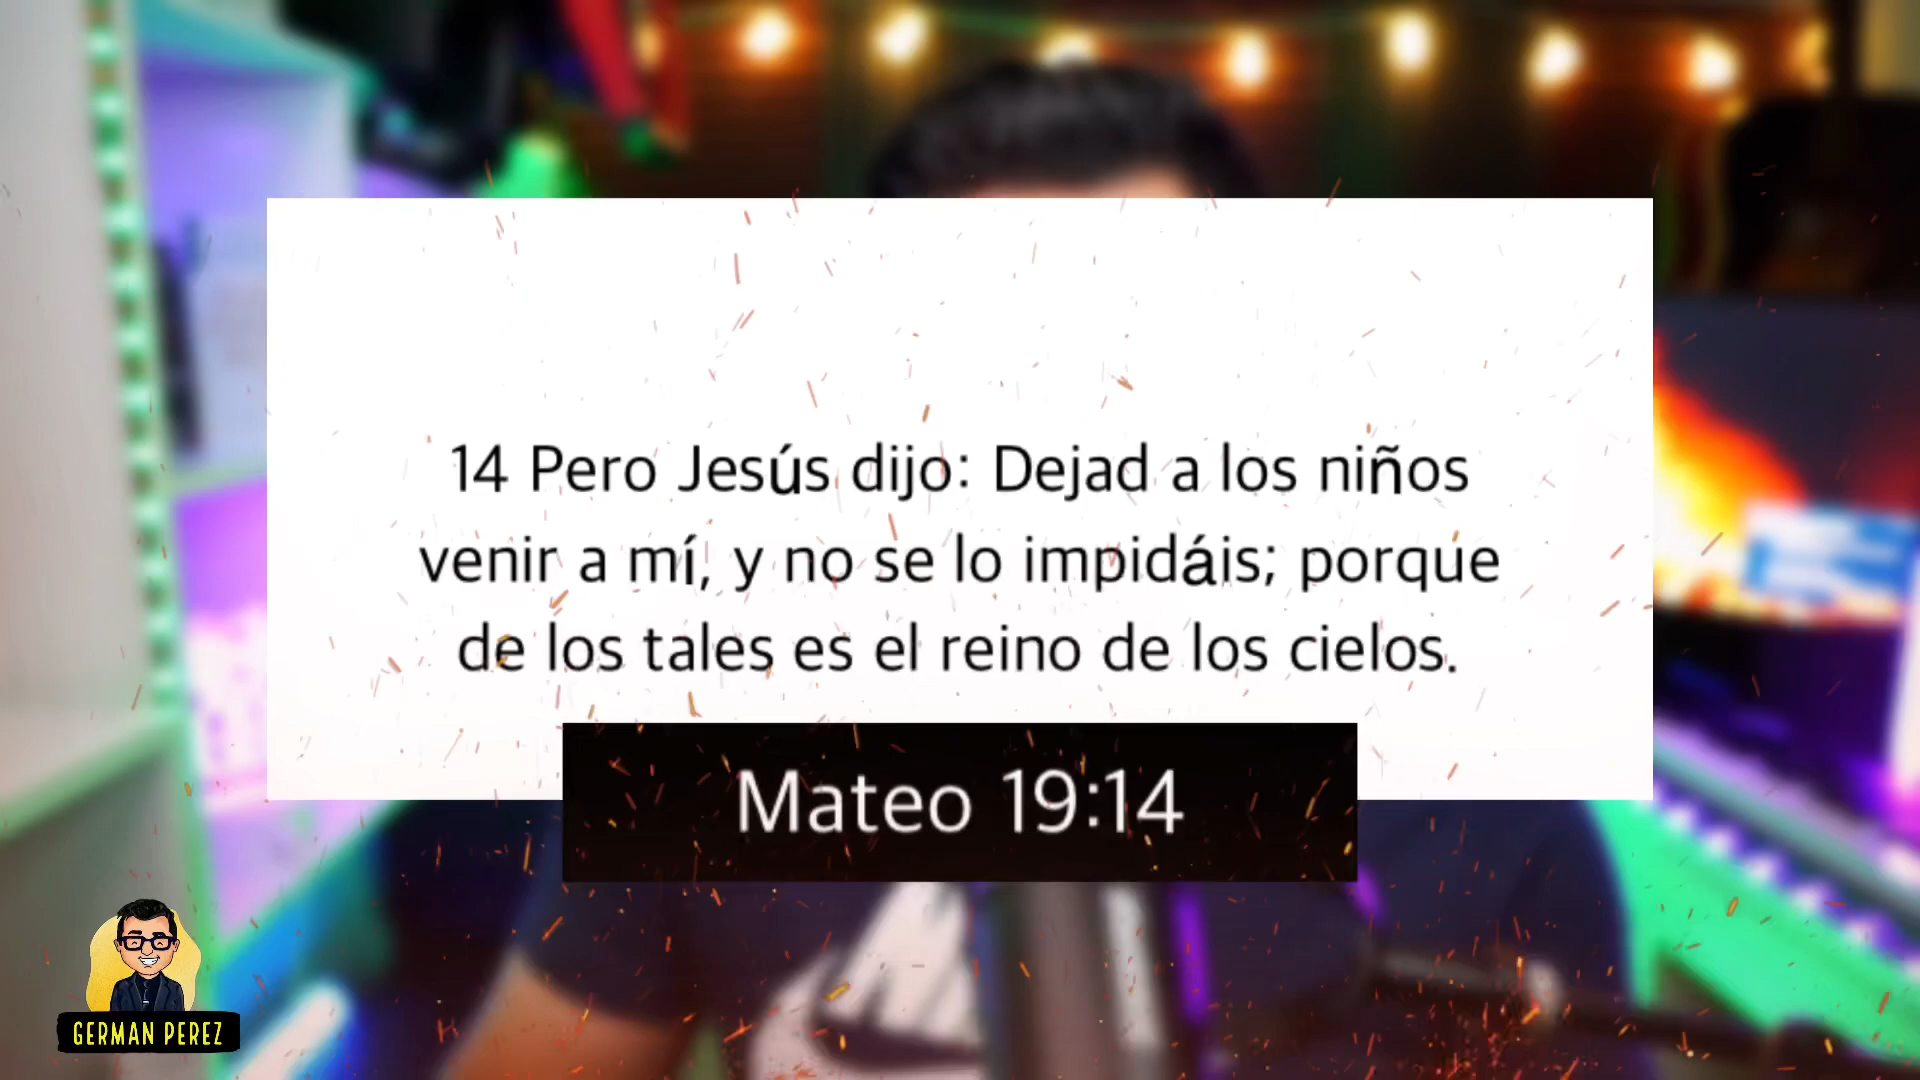 14 Pero Jesús dijo: Dejad a los niños
venir a mí, y no se lo impidáis; porque
de los tales es el reino de los cielos.
Mateo 19:14
GERMAN PEREZ